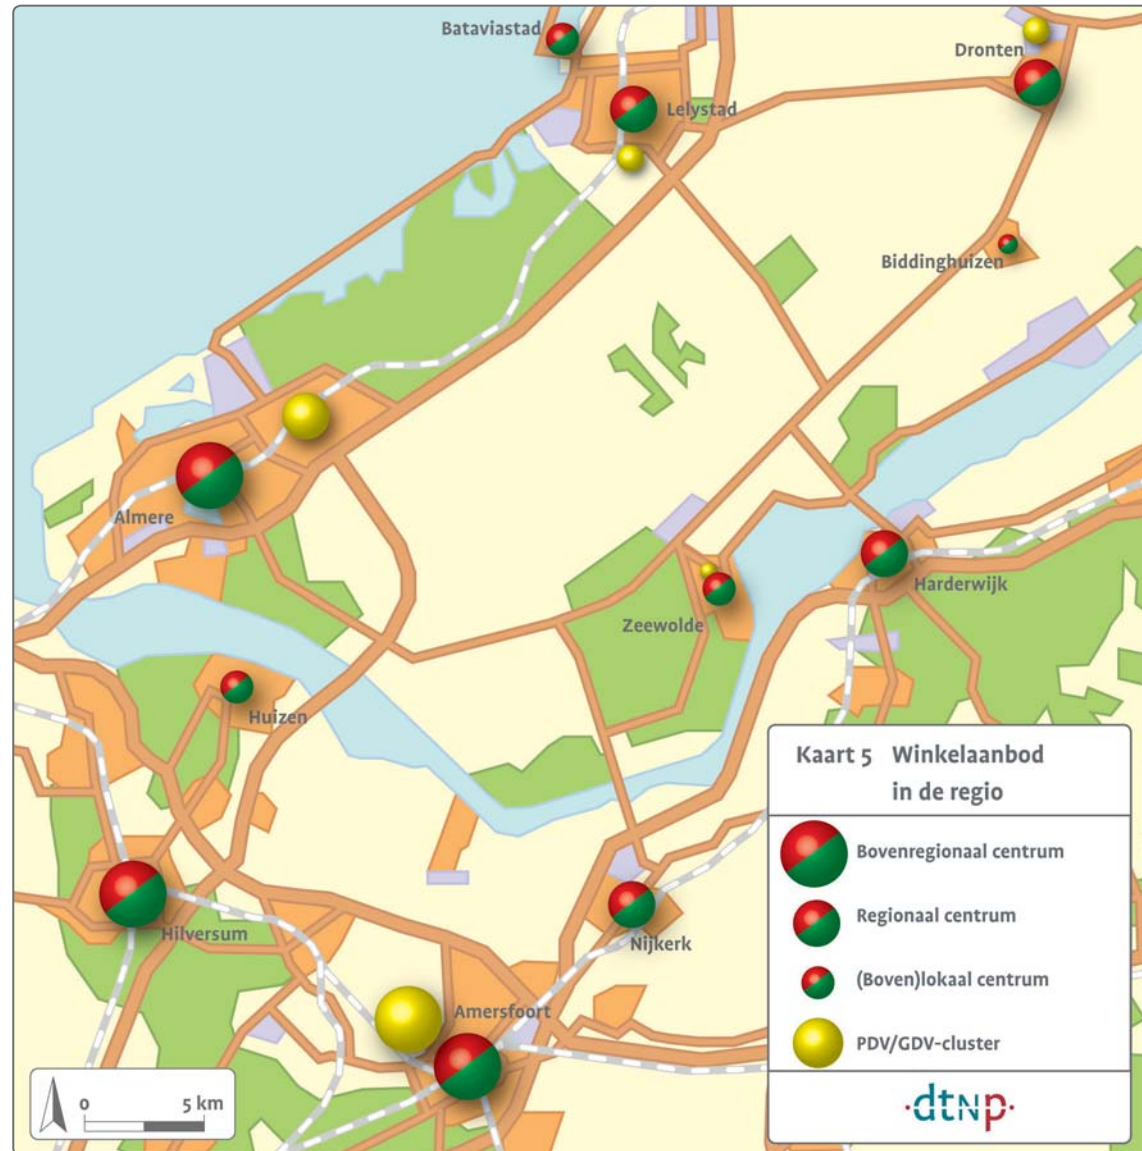 Bataviastad
Dronten
Lelystad
Biddinghuizen
Almere
Harderwijk
Zeewolde
Huizen
Hilversum
Nijkerk
Amersfoort
Kaart 5 Winkelaanbod
in de regio
Bovenregionaal centrum
Regionaal centrum
(Boven)lokaal centrum
PDV/GDV-cluster
·dtNp·
0 5 km